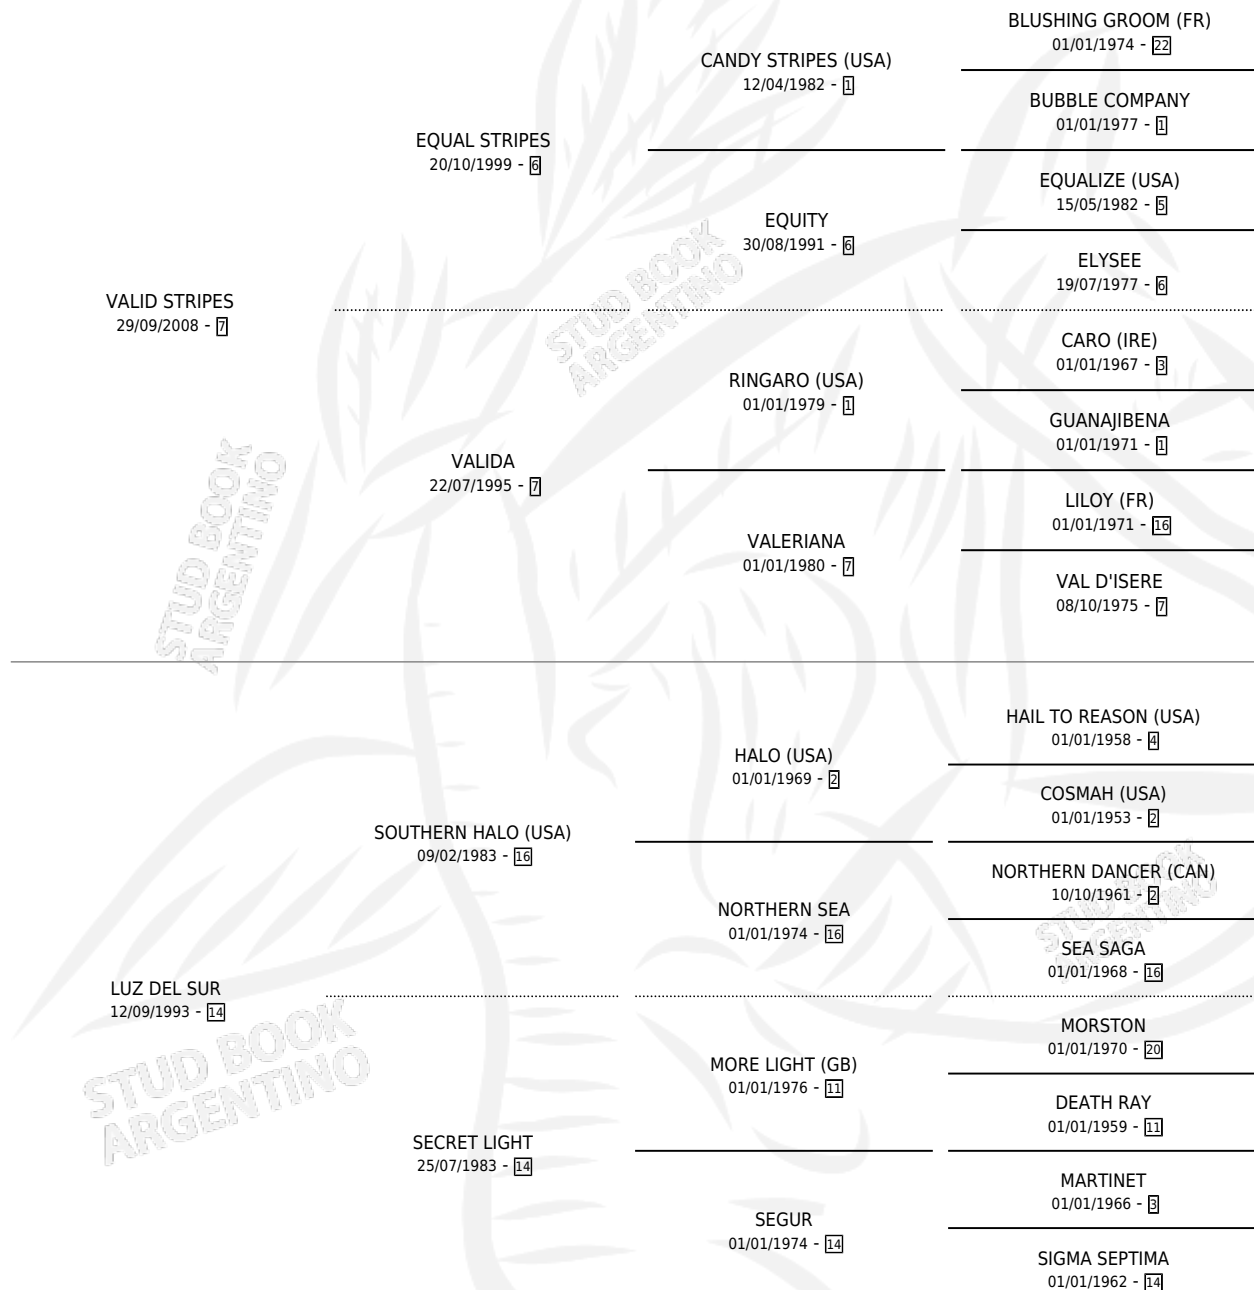 BLUSHING GROOM (FR)
01/01/1974 - 22
CANDY STRIPES (USA)
12/04/1982 - 1
BUBBLE COMPANY
01/01/1977 - 1
EQUAL STRIPES
20/10/1999 - 6
EQUALIZE (USA)
15/05/1982 - 5
EQUITY
30/08/1991 - 6
ELYSEE
19/07/1977 - 6
STUD BOOK
ARGENTINO
VALID STRIPES
29/09/2008 - 7
CARO (IRE)
01/01/1967 - 3
RINGARO (USA)
01/01/1979 - 1
GUANAJIBENA
01/01/1971 - 1
VALIDA
22/07/1995 - 7
LILOY (FR)
01/01/1971 - 16
VALERIANA
01/01/1980 - 7
VAL D'ISERE
08/10/1975 - 7
STUD BOOK
ARGENTINO
HAIL TO REASON (USA)
01/01/1958 - 4
HALO (USA)
01/01/1969 - 2
COSMAH (USA)
01/01/1953 - 2
SOUTHERN HALO (USA)
09/02/1983 - 16
NORTHERN DANCER (CAN)
10/10/1961 - 2
NORTHERN SEA
01/01/1974 - 16
SEA SAGA
01/01/1968 - 16
STUD BOOK
ARGENTINO
LUZ DEL SUR
12/09/1993 - 14
MORSTON
01/01/1970 - 20
MORE LIGHT (GB)
01/01/1976 - 11
DEATH RAY
01/01/1959 - 11
STUD BOOK
ARGENTINO
SECRET LIGHT
25/07/1983 - 14
MARTINET
01/01/1966 - 3
SEGUR
01/01/1974 - 14
SIGMA SEPTIMA
01/01/1962 - 14